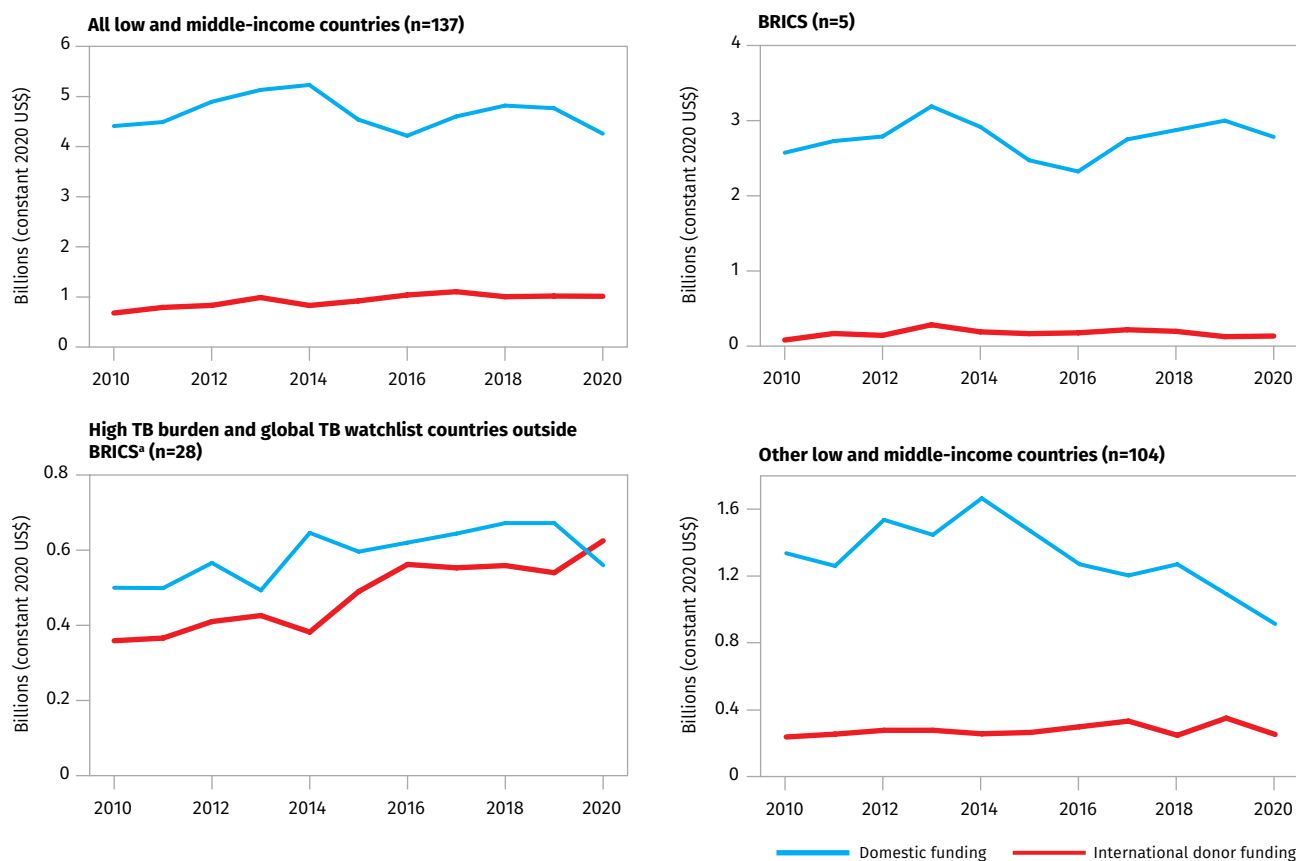 All low and middle-income countries (n=137)
Billions (constant 2020 US$)
6
5
4
3
2
1
0
2010 2012 2014 2016 2018 2020
BRICS (n=5)
Billions (constant 2020 US$)
4
3
2
1
0
2010 2012 2014 2016 2018 2020
High TB burden and global TB watchlist countries outside
BRICSᵃ (n=28)
Billions (constant 2020 US$)
0.8
0.6
0.4
0.2
0
2010 2012 2014 2016 2018 2020
Other low and middle-income countries (n=104)
Billions (constant 2020 US$)
1.6
1.2
0.8
0.4
0
2010 2012 2014 2016 2018 2020
Domestic funding International donor funding